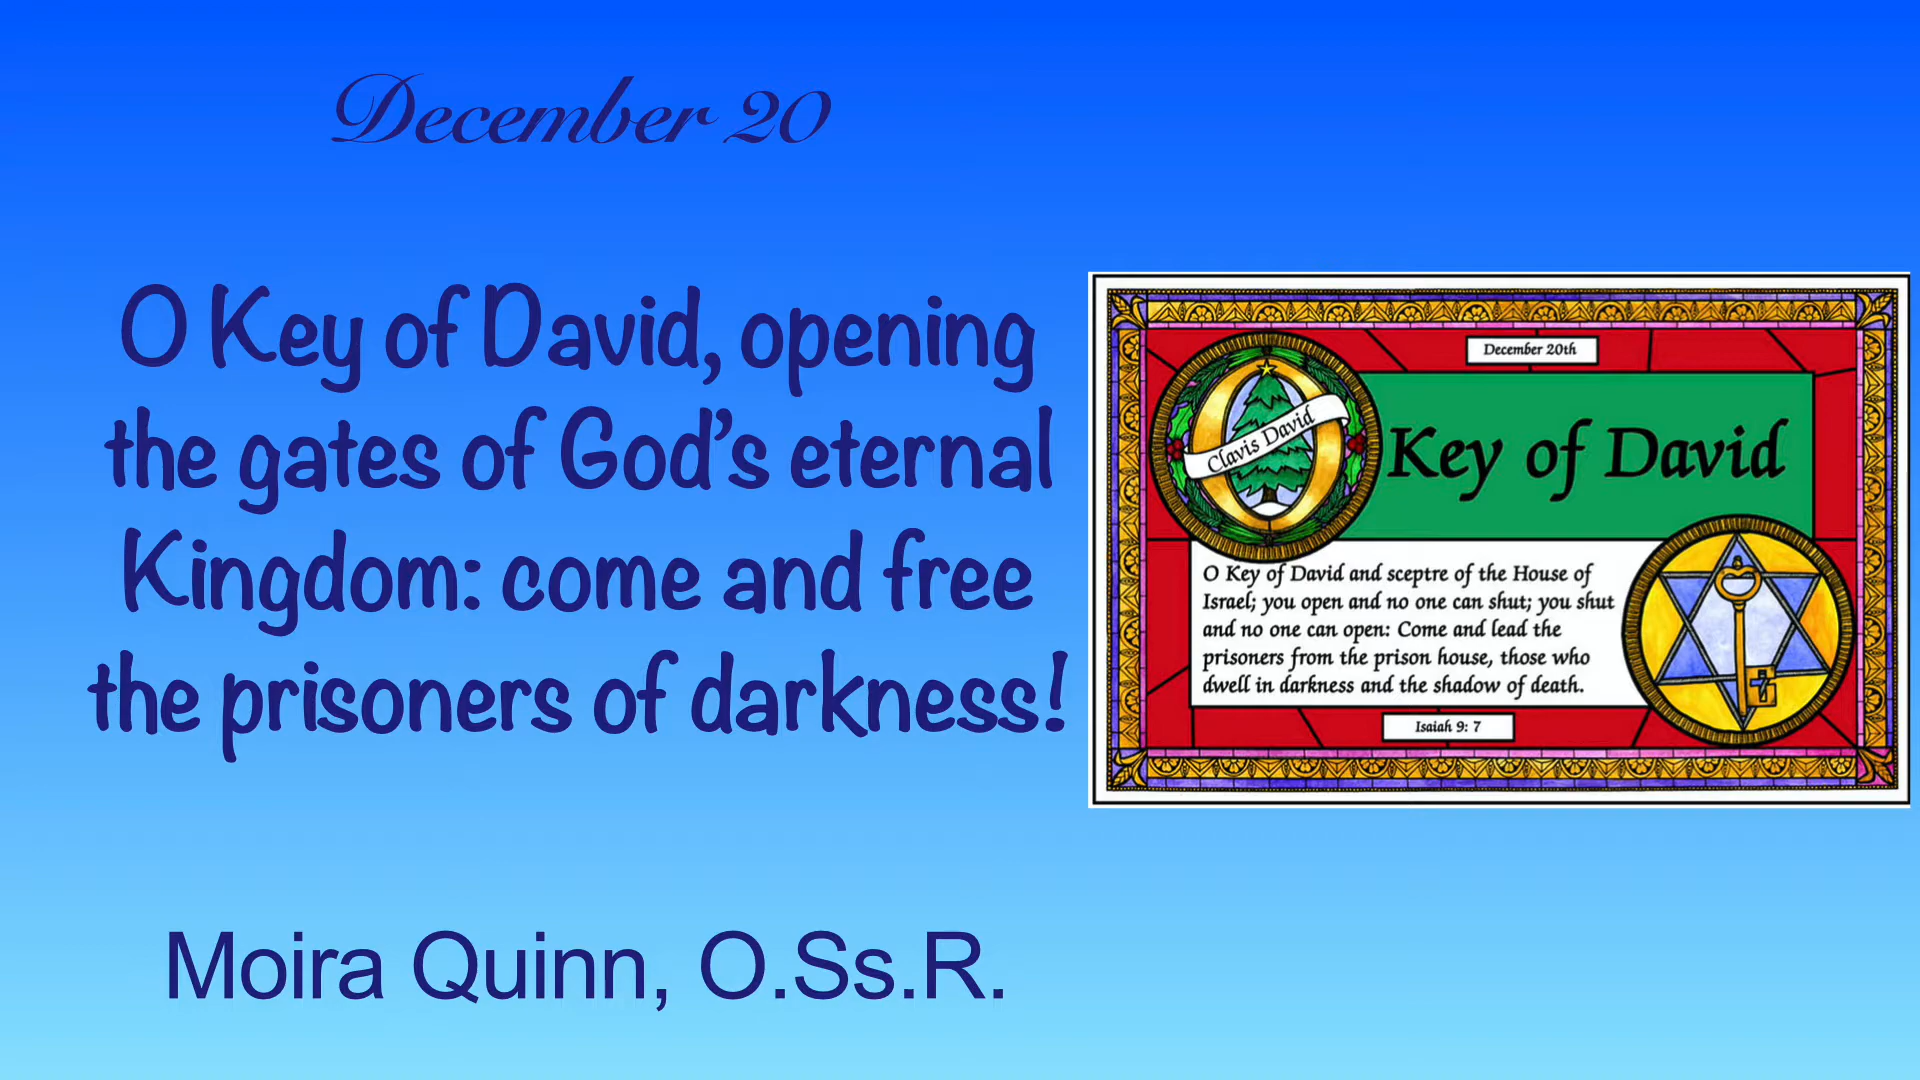 December 20
O Key of David, opening
the gates of God’s eternal
Kingdom: come and free
the prisoners of darkness!
Moira Quinn, O.Ss.R.
December 20th
Clavis David
O Key of David
O Key of David and sceptre of the House of
Israel; you open and no one can shut; you shut
and no one can open: Come and lead the
prisoners from the prison house, those who
dwell in darkness and the shadow of death.
Isaiah 9: 7